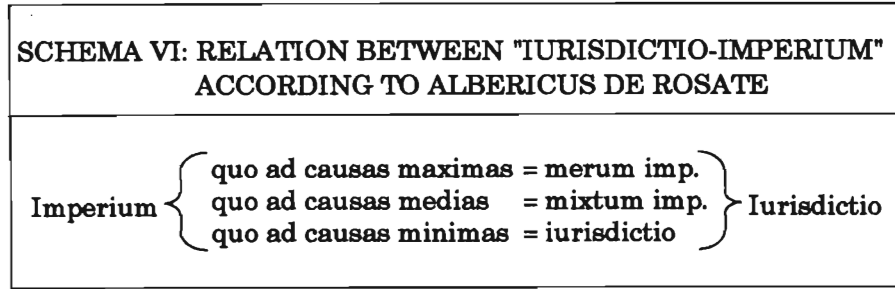 SCHEMA VI: RELATION BETWEEN "IURISDICTIO-IMPERIUM"
ACCORDING TO ALBERICUS DE ROSATE
quo ad causas maximas = merum imp.
Imperium { quo ad causas medias = mixtum imp. } Iurisdictio
quo ad causas minimas = iurisdictio